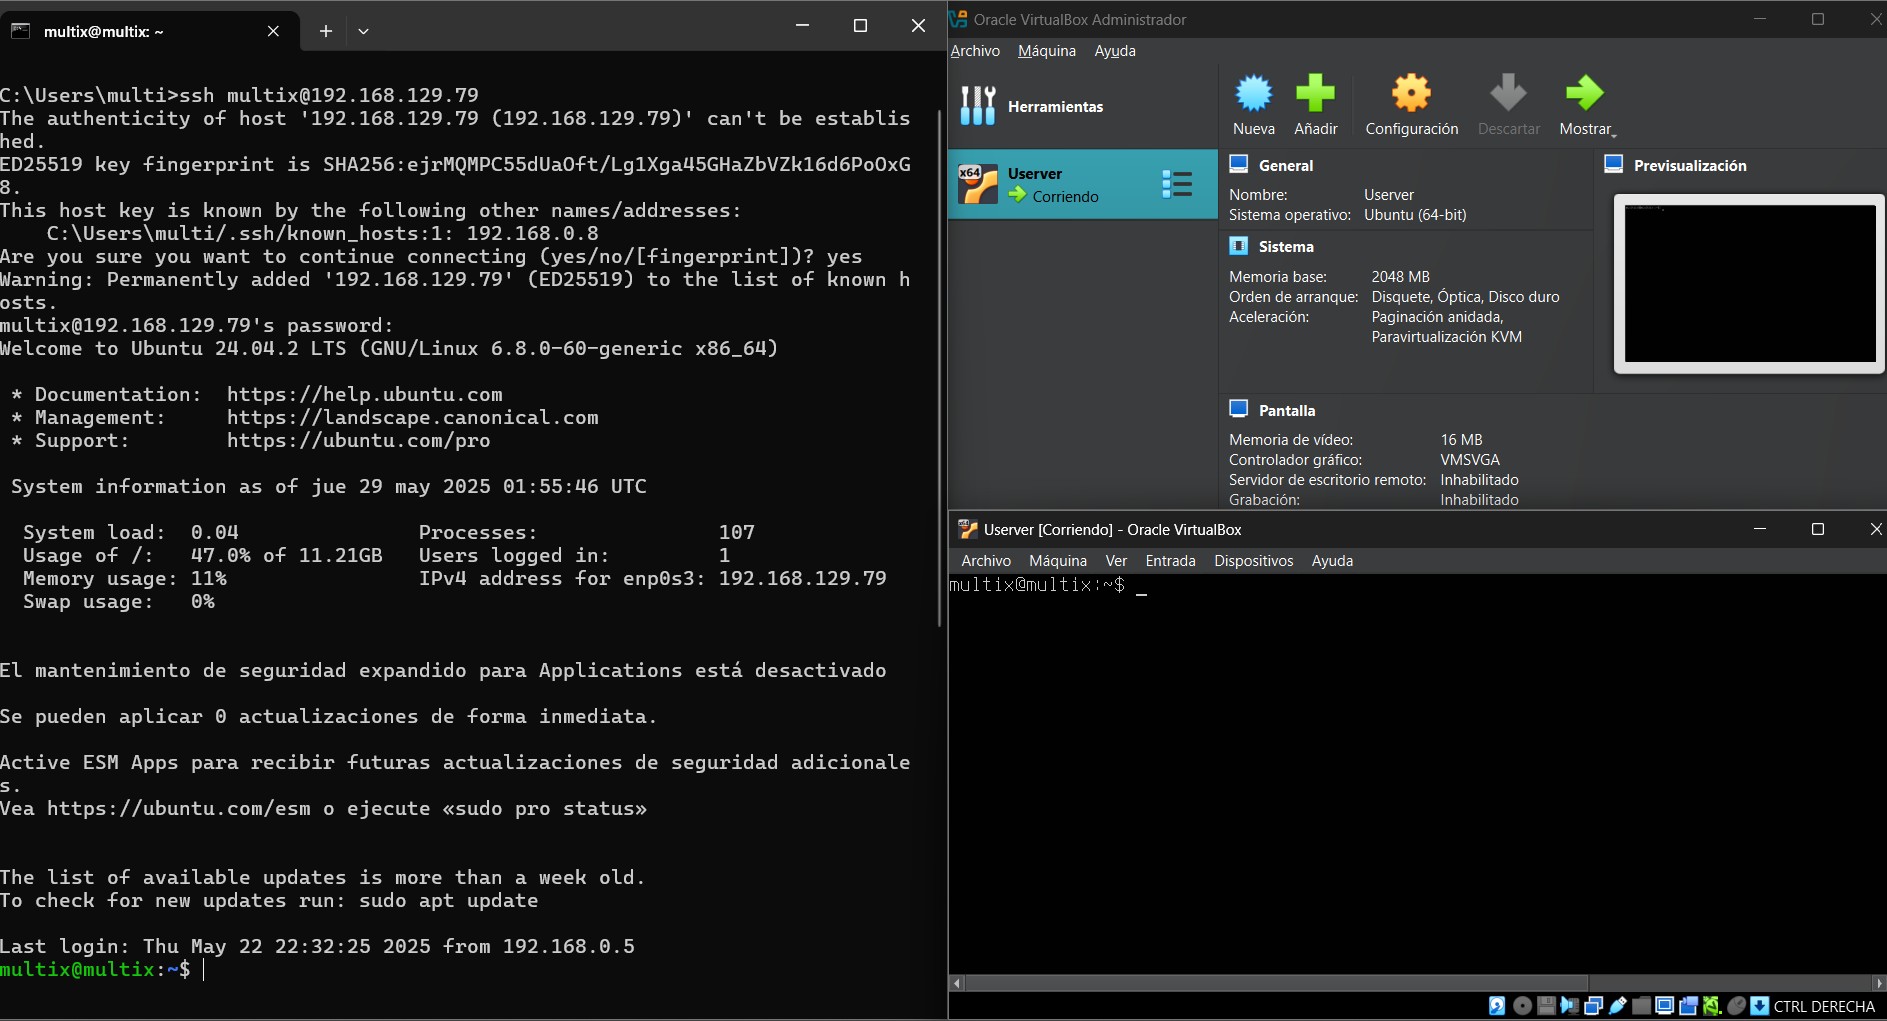 multix@multix: ~
C:\Users\multi>ssh multix@192.168.129.79
The authenticity of host '192.168.129.79 (192.168.129.79)' can't be establis
hed.
ED25519 key fingerprint is SHA256:ejrMQMPC55dUaOft/Lg1Xga45GHaZbVZk16d6PoOxG
8.
This host key is known by the following other names/addresses:
    C:\Users\multi/.ssh/known_hosts:1: 192.168.0.8
Are you sure you want to continue connecting (yes/no/[fingerprint])? yes
Warning: Permanently added '192.168.129.79' (ED25519) to the list of known h
osts.
multix@192.168.129.79's password:
Welcome to Ubuntu 24.04.2 LTS (GNU/Linux 6.8.0-60-generic x86_64)
 * Documentation:  https://help.ubuntu.com
 * Management:     https://landscape.canonical.com
 * Support:        https://ubuntu.com/pro
 System information as of jue 29 may 2025 01:55:46 UTC
  System load:  0.04               Processes:               107
  Usage of /:   47.0% of 11.21GB   Users logged in:         1
  Memory usage: 11%                IPv4 address for enp0s3: 192.168.129.79
  Swap usage:   0%
El mantenimiento de seguridad expandido para Applications está desactivado
Se pueden aplicar 0 actualizaciones de forma inmediata.
Active ESM Apps para recibir futuras actualizaciones de seguridad adicionale
s.
Vea https://ubuntu.com/esm o ejecute «sudo pro status»
The list of available updates is more than a week old.
To check for new updates run: sudo apt update
Last login: Thu May 22 22:32:25 2025 from 192.168.0.5
multix@multix:~$
Oracle VirtualBox Administrador
Archivo Máquina Ayuda
Herramientas
Nueva Añadir Configuración Descartar Mostrar
x64
Userver
Corriendo
General
Nombre: Userver
Sistema operativo: Ubuntu (64-bit)
Sistema
Memoria base: 2048 MB
Orden de arranque: Disquete, Óptica, Disco duro
Aceleración: Paginación anidada,
Paravirtualización KVM
Previsualización
Pantalla
Memoria de vídeo: 16 MB
Controlador gráfico: VMSVGA
Servidor de escritorio remoto: Inhabilitado
Grabación: Inhabilitado
Userver [Corriendo] - Oracle VirtualBox
Archivo Máquina Ver Entrada Dispositivos Ayuda
multix@multix:~$ _
CTRL DERECHA